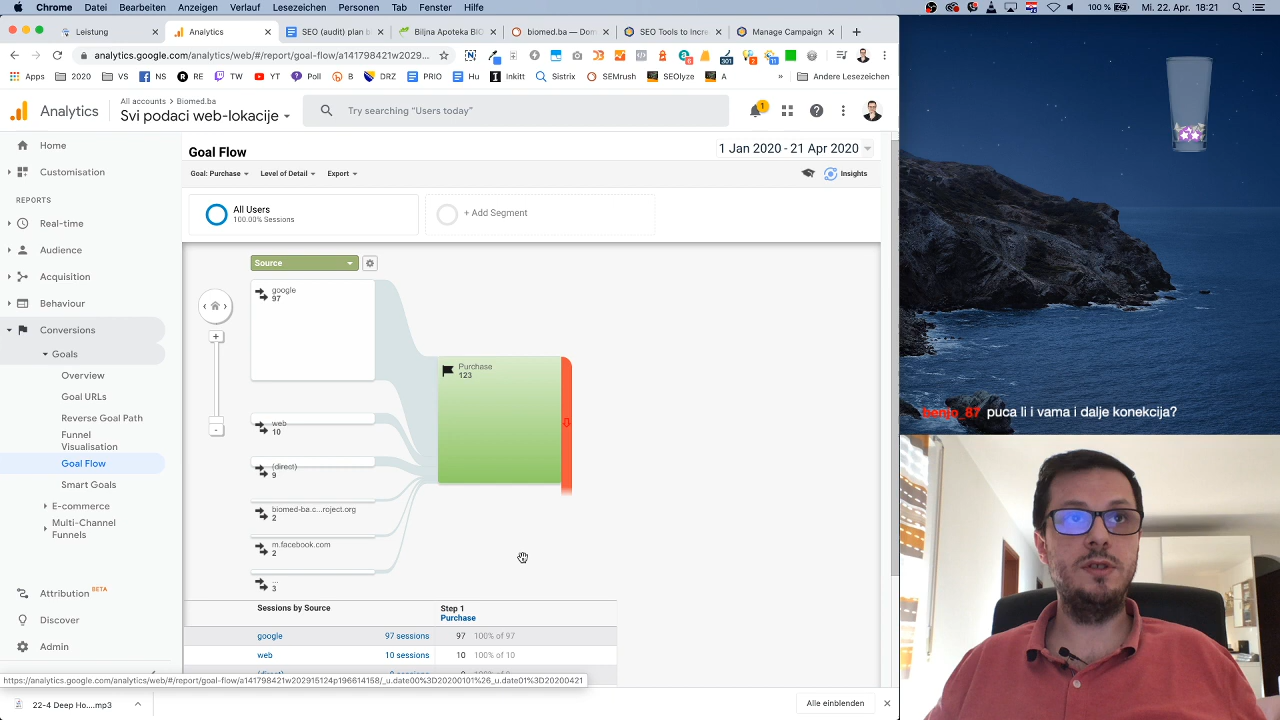 Chrome Datei Bearbeiten Anzeigen Verlauf Lesezeichen Personen Tab Fenster Hilfe 100 % Mi. 22. Apr. 18:21
Leistung Analytics SEO (audit) plan Biljna Apoteka BIO biomed.ba — Dom SEO Tools to Incre Manage Campaign
analytics.google.com/analytics/web/#/report/goal-flow/a141798421w2029...
Apps 2020 VS NS RE TW YT Poll B DRZ PRIO Hu Inkitt Sistrix SEMrush SEOlyze A » Andere Lesezeichen
Analytics
All accounts > Biomed.ba
Svi podaci web-lokacije
Try searching "Users today"
1
Home
Customisation
REPORTS
Real-time
Audience
Acquisition
Behaviour
Conversions
Goals
Overview
Goal URLs
Reverse Goal Path
Funnel
Visualisation
Goal Flow
Smart Goals
E-commerce
Multi-Channel
Funnels
Attribution BETA
Discover
Admin
Goal Flow
1 Jan 2020 - 21 Apr 2020
Goal: Purchase Level of Detail Export
Insights
All Users
100.00% Sessions
+ Add Segment
Source
google
97
web
10
(direct)
9
biomed-ba.c...roject.org
2
m.facebook.com
2
...
3
Purchase
123
Sessions by Source Step 1
Purchase
google 97 sessions 97 100% of 97
web 10 sessions 10 100% of 10
https://analytics.google.com/analytics/web/#/report/goal-flow/a141798421w202915124p196614158/_u.date00%3D20200101%26_u.date01%3D20200421
22-4 Deep Ho....mp3
Alle einblenden
benjo_87 puca li i vama i dalje konekcija?